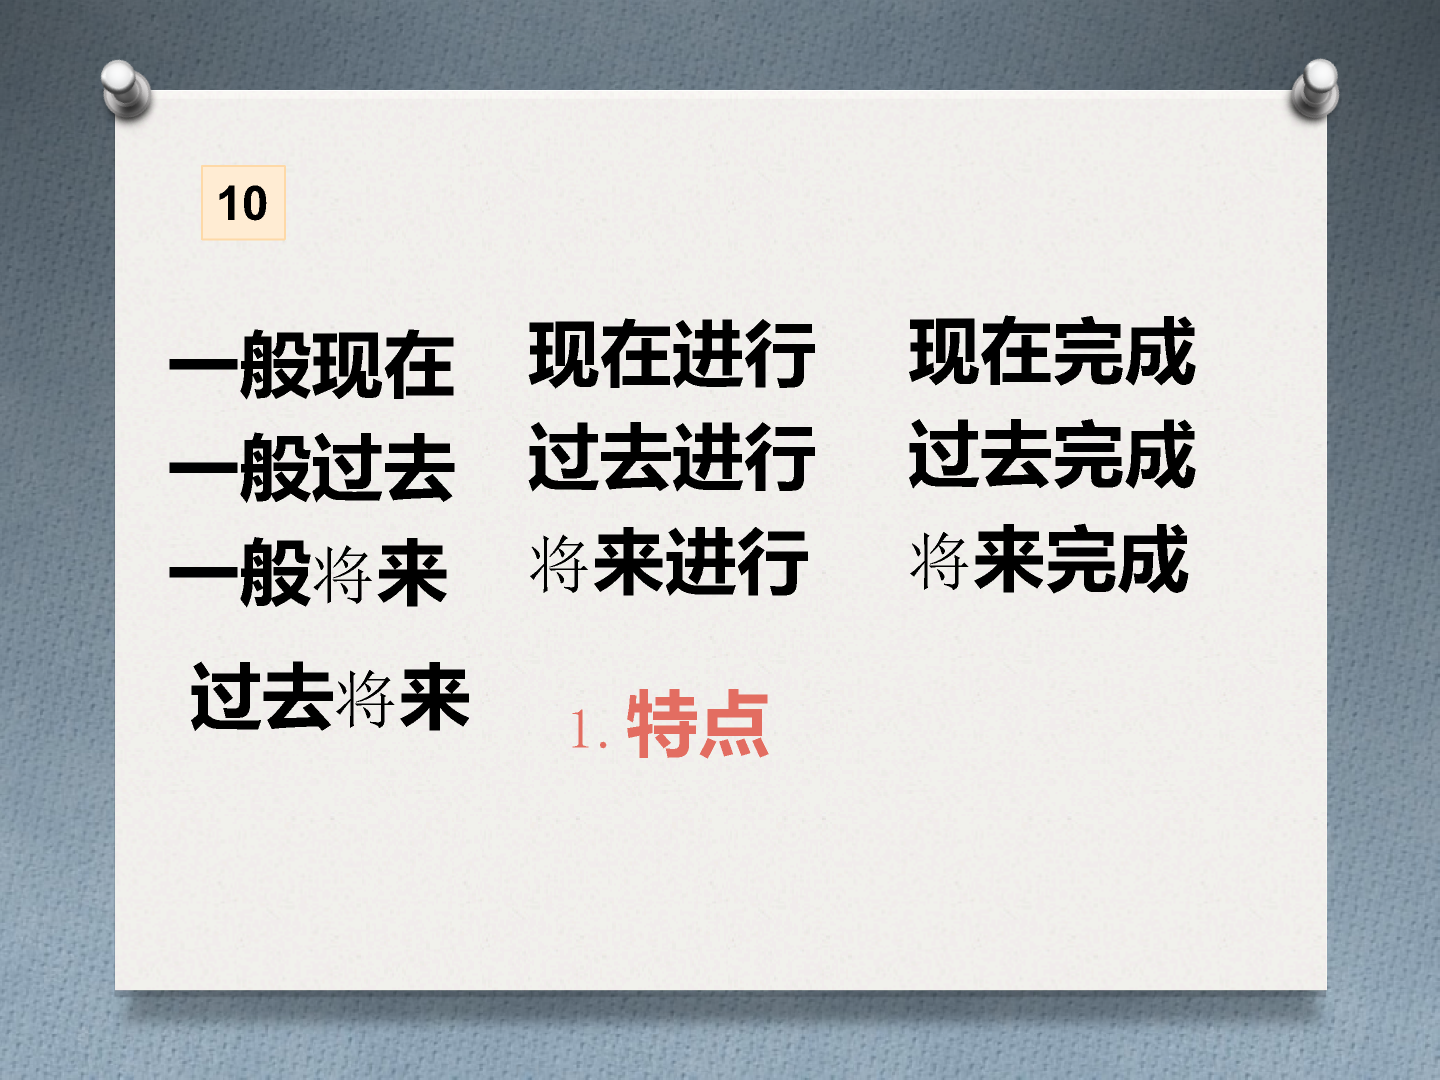 10
一般现在
一般过去
一般将来
过去将来
现在进行
过去进行
将来进行
现在完成
过去完成
将来完成
1.特点